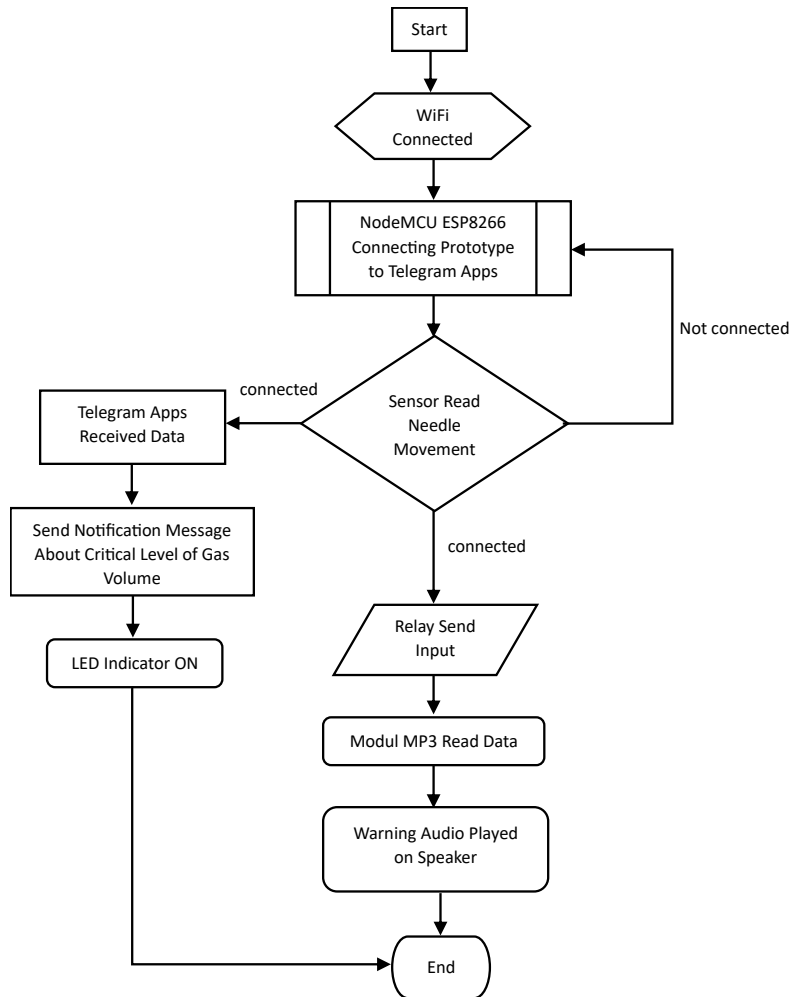 Start
WiFi
Connected
NodeMCU ESP8266
Connecting Prototype
to Telegram Apps
Not connected
connected
Sensor Read
Needle
Movement
Telegram Apps
Received Data
Send Notification Message
About Critical Level of Gas
Volume
connected
Relay Send
Input
LED Indicator ON
Modul MP3 Read Data
Warning Audio Played
on Speaker
End